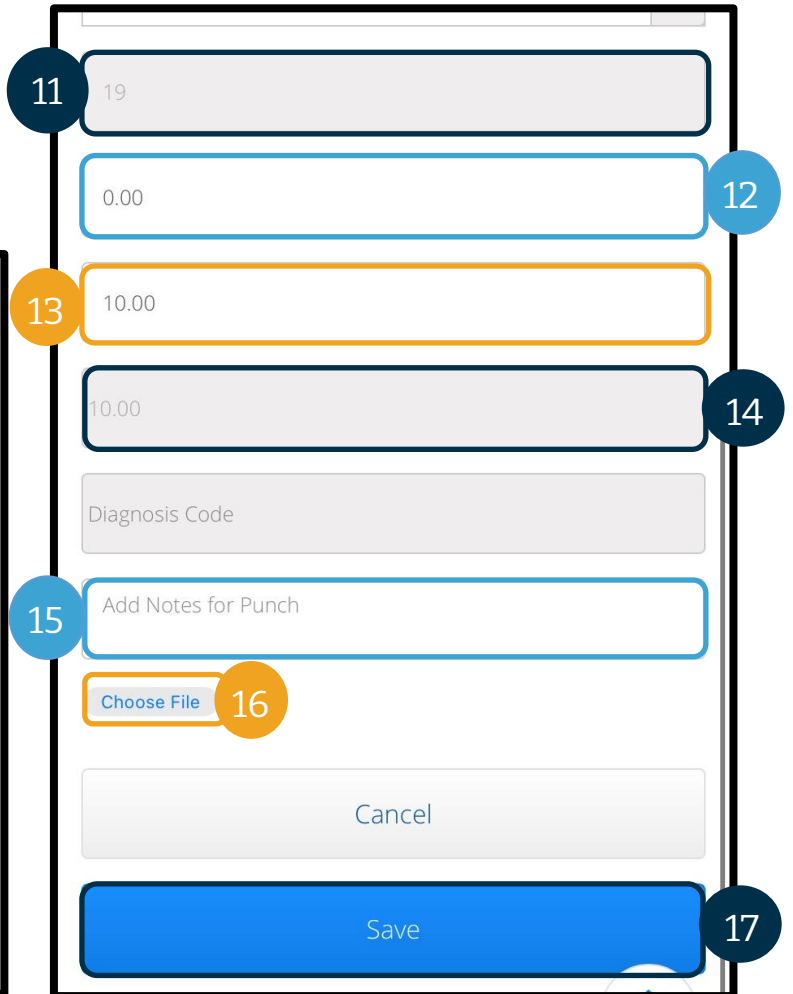 11
19
0.00
12
13
10.00
10.00
14
Diagnosis Code
15
Add Notes for Punch
Choose File
16
Cancel
Save
17